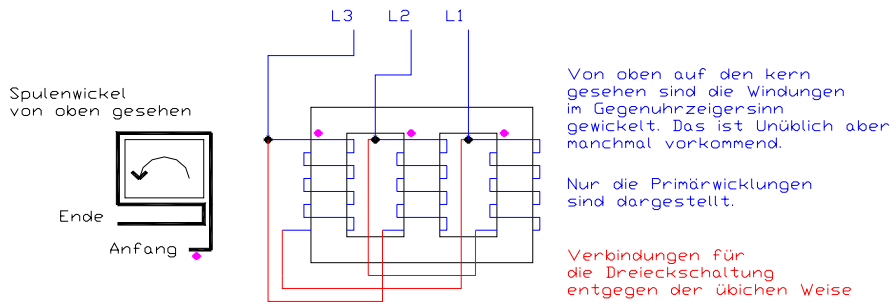 L3 L2 L1
Spulenwickel
von oben gesehen
Ende
Anfang
Von oben auf den kern
gesehen sind die Windungen
im Gegenuhrzeigersinn
gewickelt. Das ist Unüblich aber
manchmal vorkommend.
Nur die Primärwicklungen
sind dargestellt.
Verbindungen für
die Dreieckschaltung
entgegen der übichen Weise